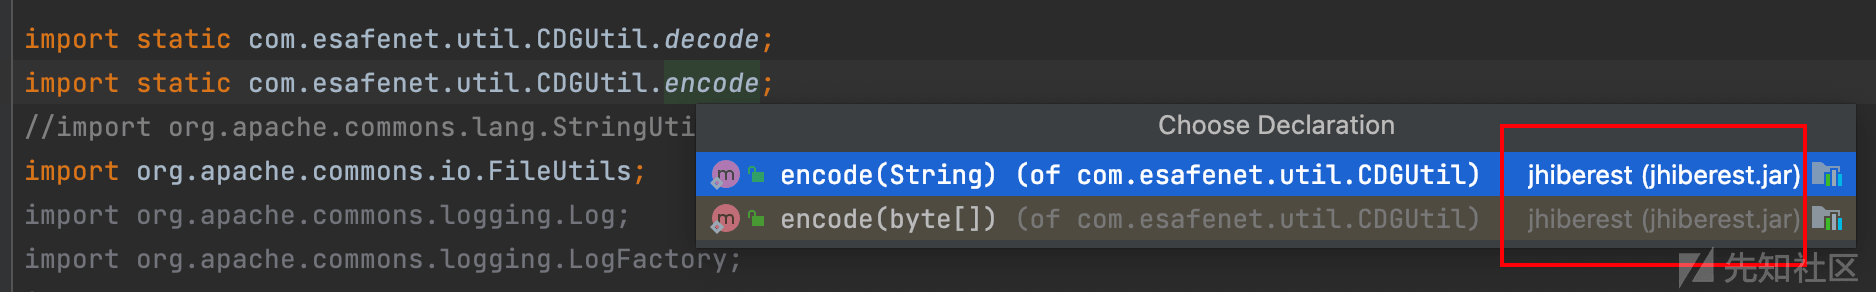 import static com.esafenet.util.CDGUtil.decode;
import static com.esafenet.util.CDGUtil.encode;
//import org.apache.commons.lang.StringUti
Choose Declaration
import org.apache.commons.io.FileUtils;
encode(String) (of com.esafenet.util.CDGUtil) jhiberest (jhiberest.jar)
import org.apache.commons.logging.Log;
encode(byte[]) (of com.esafenet.util.CDGUtil) jhiberest (jhiberest.jar)
import org.apache.commons.logging.LogFactory;
先知社区